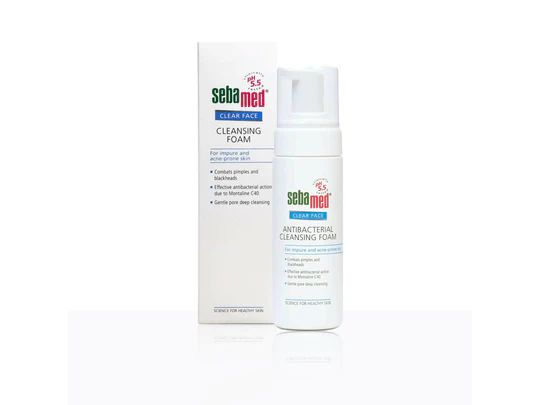 pH
5.5
sebamed®
CLEAR FACE
CLEANSING
FOAM
For impure and
acne-prone skin
• Combats pimples and
blackheads
• Effective antibacterial action
due to Montaline C40
• Gentle pore deep cleansing
SCIENCE FOR HEALTHY SKIN
pH
5.5
sebamed®
CLEAR FACE
ANTIBACTERIAL
CLEANSING FOAM
For impure and acne-prone
• Combats pimples and
blackheads
• Effective antibacterial action
due to Montaline C40
• Gentle pore deep cleansing
SCIENCE FOR HEALTHY SKIN